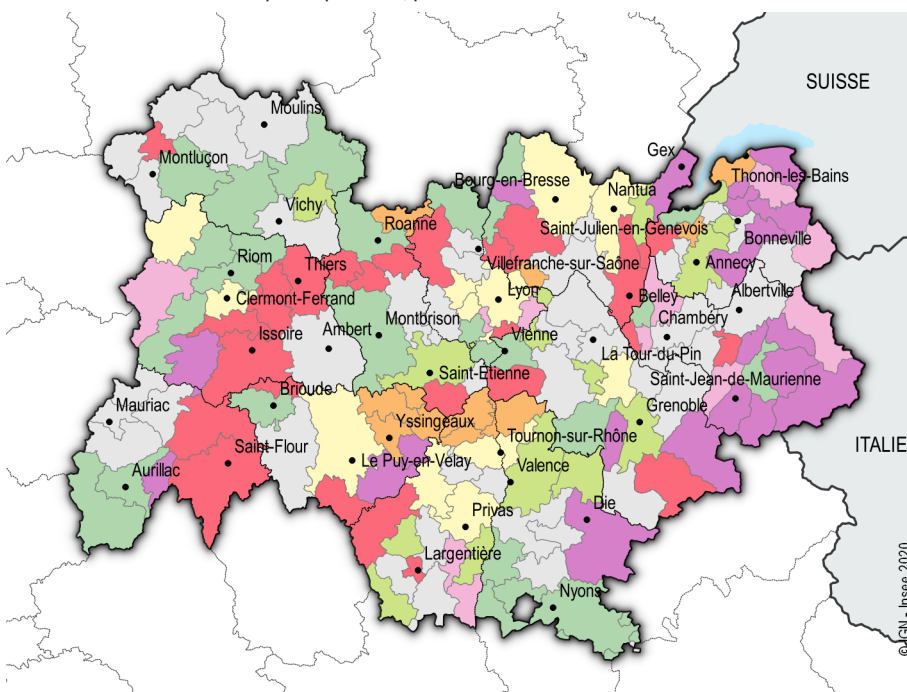 SUISSE
Moulins
Gex
Montluçon
Thonon-les-Bains
Bourg-en-Bresse
Nantua
Vichy
Roanne
Saint-Julien-en-Genevois
Bonneville
Riom
Thiers
Villefranche-sur-Saône
Annecy
Clermont-Ferrand
Lyon
Belley
Albertville
Montbrison
Chambéry
Issoire
Ambert
Vienne
La Tour-du-Pin
Saint-Étienne
Saint-Jean-de-Maurienne
Brioude
Mauriac
Grenoble
Yssingeaux
Tournon-sur-Rhône
ITALIE
Saint-Flour
Le Puy-en-Velay
Valence
Aurillac
Die
Privas
Largentière
Nyons
© IGN - Insee 2020